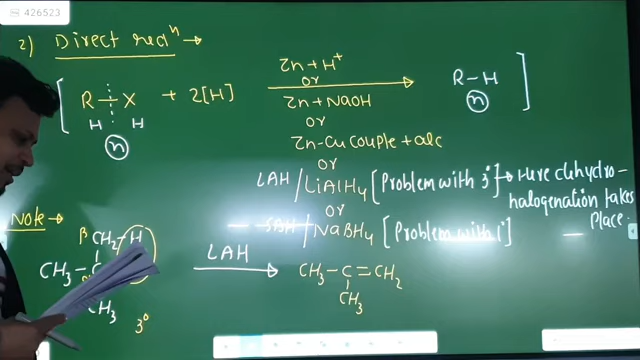 426523
2) Direct redⁿ →
Zn + H⁺
or
R–X + 2[H] → R–H
H H
Zn + NaOH
n n
or
Zn-Cu Couple + alc
or
LAH / LiAlH₄ [Problem with 3°] → Here dehydro-
halogenation takes
Place.
or
SBH / NaBH₄ [Problem with 1°]
Note →
β CH₂–H
CH₃–C
LAH
CH₃–C=CH₂
CH₃
3°